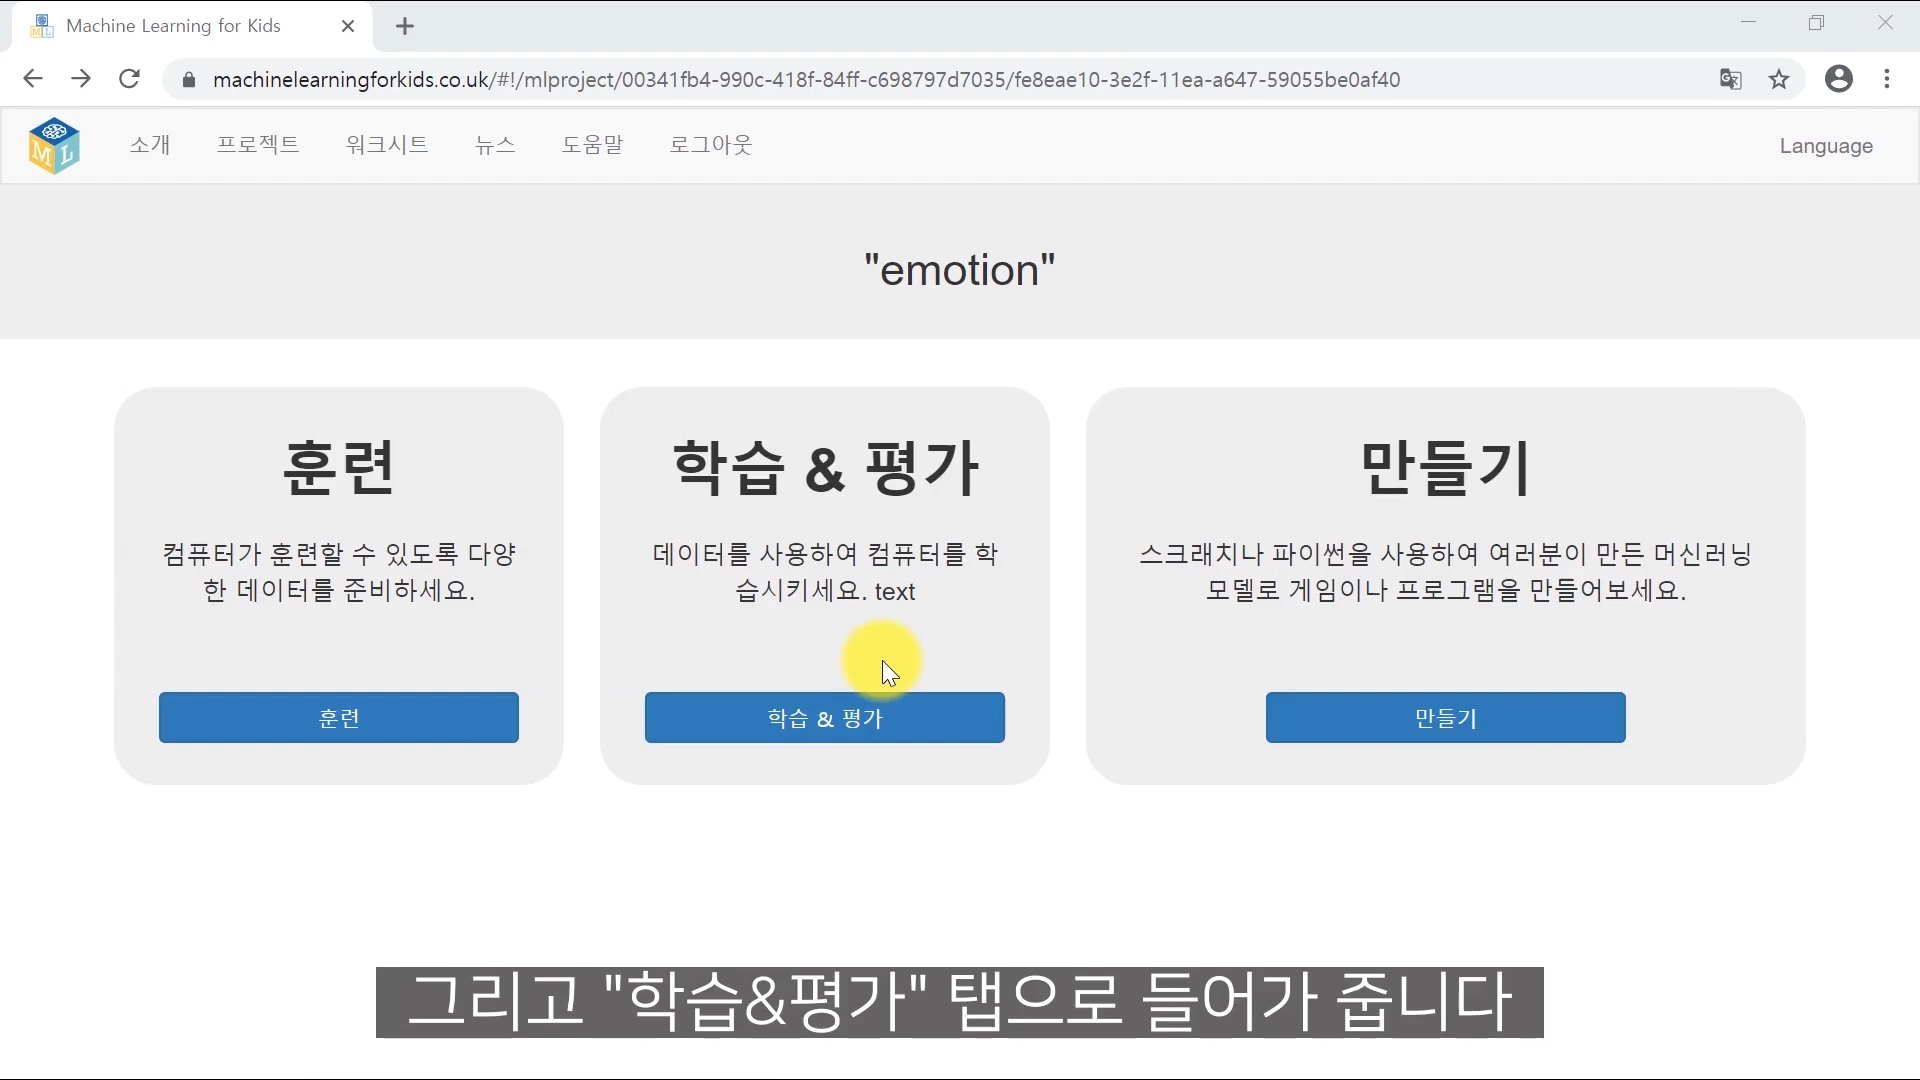 Machine Learning for Kids
machinelearningforkids.co.uk/#!/mlproject/00341fb4-990c-418f-84ff-c698797d7035/fe8eae10-3e2f-11ea-a647-59055be0af40
ML 소개 프로젝트 워크시트 뉴스 도움말 로그아웃 Language
"emotion"
훈련
컴퓨터가 훈련할 수 있도록 다양
한 데이터를 준비하세요.
훈련
학습 & 평가
데이터를 사용하여 컴퓨터를 학
습시키세요. text
학습 & 평가
만들기
스크래치나 파이썬을 사용하여 여러분이 만든 머신러닝
모델로 게임이나 프로그램을 만들어보세요.
만들기
그리고 "학습&평가" 탭으로 들어가 줍니다